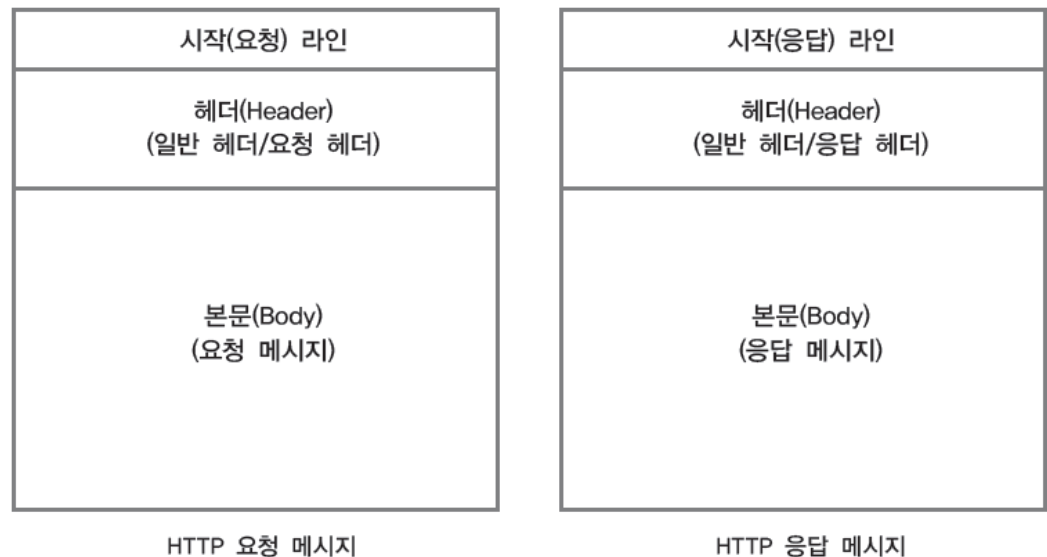 시작(요청) 라인
헤더(Header)
(일반 헤더/요청 헤더)
본문(Body)
(요청 메시지)
HTTP 요청 메시지
시작(응답) 라인
헤더(Header)
(일반 헤더/응답 헤더)
본문(Body)
(응답 메시지)
HTTP 응답 메시지